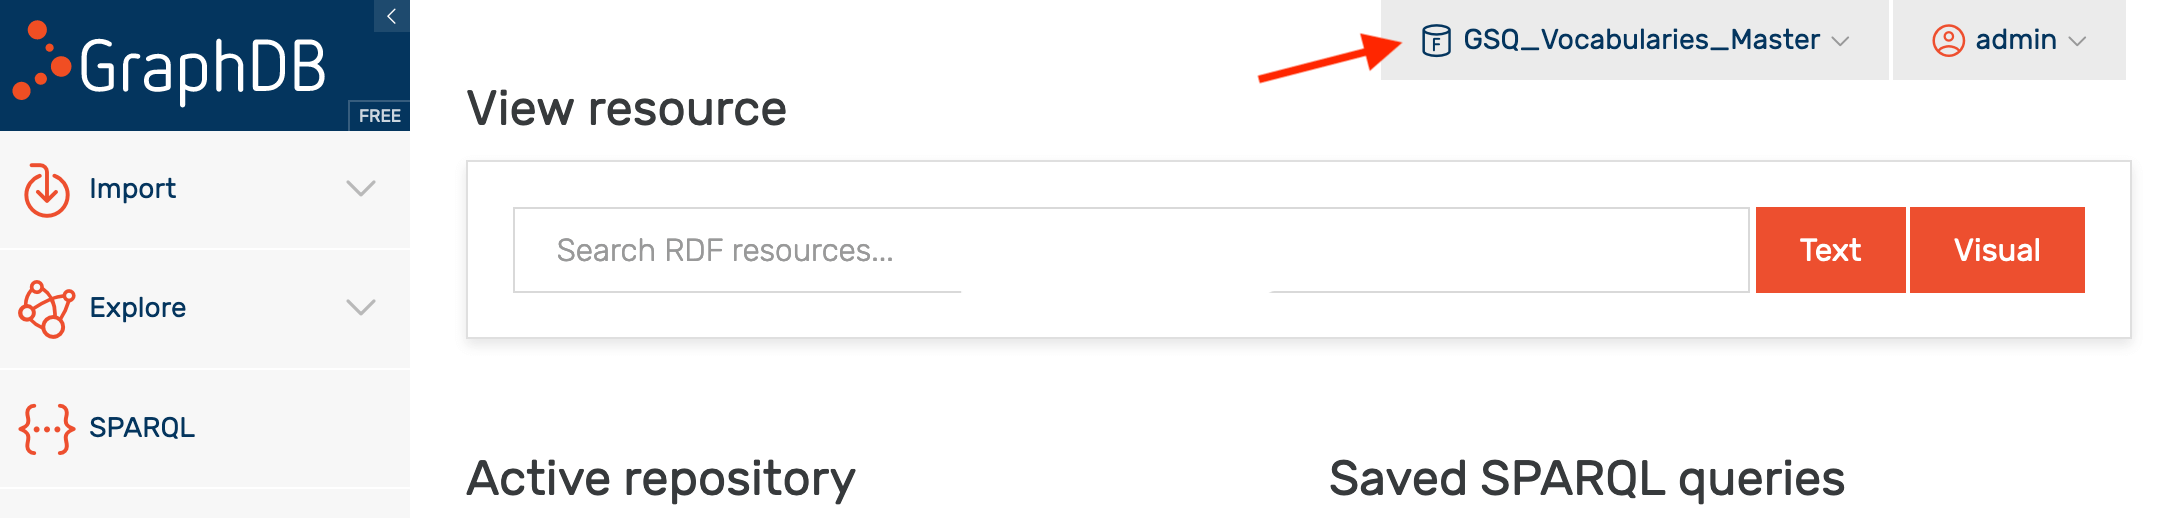 GraphDB
FREE
Import
Explore
SPARQL
F GSQ_Vocabularies_Master
admin
View resource
Search RDF resources...
Text
Visual
Active repository
Saved SPARQL queries